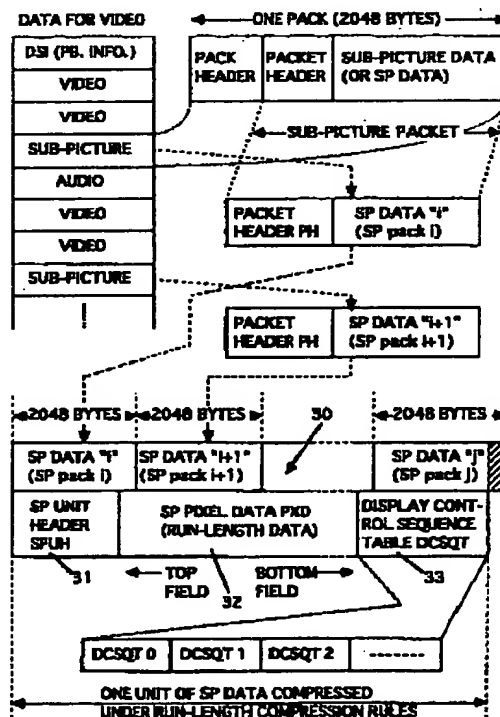 DATA FOR VIDEO
ONE PACK (2048 BYTES)
DSI (PB. INFO.)
VIDEO
VIDEO
SUB-PICTURE
AUDIO
VIDEO
VIDEO
SUB-PICTURE
PACK HEADER
PACKET HEADER
SUB-PICTURE DATA
(OR SP DATA)
SUB-PICTURE PACKET
PACKET HEADER PH
SP DATA "i"
(SP pack i)
PACKET HEADER PH
SP DATA "i+1"
(SP pack i+1)
2048 BYTES
2048 BYTES
30
2048 BYTES
SP DATA "i"
(SP pack i)
SP DATA "i+1"
(SP pack i+1)
SP DATA "j"
(SP pack j)
SP UNIT
HEADER
SPUH
SP PIXEL DATA PXD
(RUN-LENGTH DATA)
DISPLAY CONT-
ROL SEQUENCE
TABLE DCSQT
31
TOP
FIELD
32
BOTTOM
FIELD
33
DCSQT 0
DCSQT 1
DCSQT 2
ONE UNIT OF SP DATA COMPRESSED
UNDER RUN-LENGTH COMPRESSION RULES